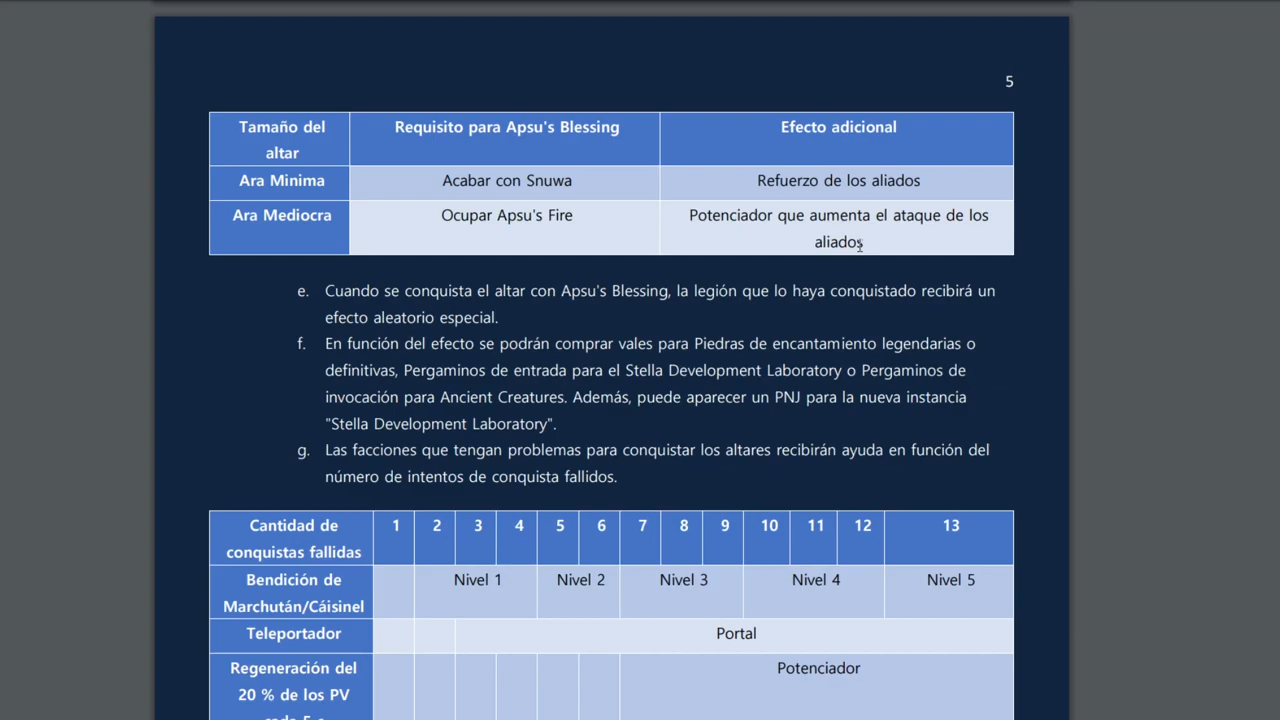 5
Tamaño del
altar
Requisito para Apsu's Blessing
Efecto adicional
Ara Minima
Acabar con Snuwa
Refuerzo de los aliados
Ara Mediocra
Ocupar Apsu's Fire
Potenciador que aumenta el ataque de los
aliados
e. Cuando se conquista el altar con Apsu's Blessing, la legión que lo haya conquistado recibirá un
efecto aleatorio especial.
f. En función del efecto se podrán comprar vales para Piedras de encantamiento legendarias o
definitivas, Pergaminos de entrada para el Stella Development Laboratory o Pergaminos de
invocación para Ancient Creatures. Además, puede aparecer un PNJ para la nueva instancia
"Stella Development Laboratory".
g. Las facciones que tengan problemas para conquistar los altares recibirán ayuda en función del
número de intentos de conquista fallidos.
Cantidad de
conquistas fallidas
1 2 3 4 5 6 7 8 9 10 11 12 13
Bendición de
Marchután/Cáisinel
Nivel 1 Nivel 2 Nivel 3 Nivel 4 Nivel 5
Teleportador
Portal
Regeneración del
20 % de los PV
cada 5 s
Potenciador